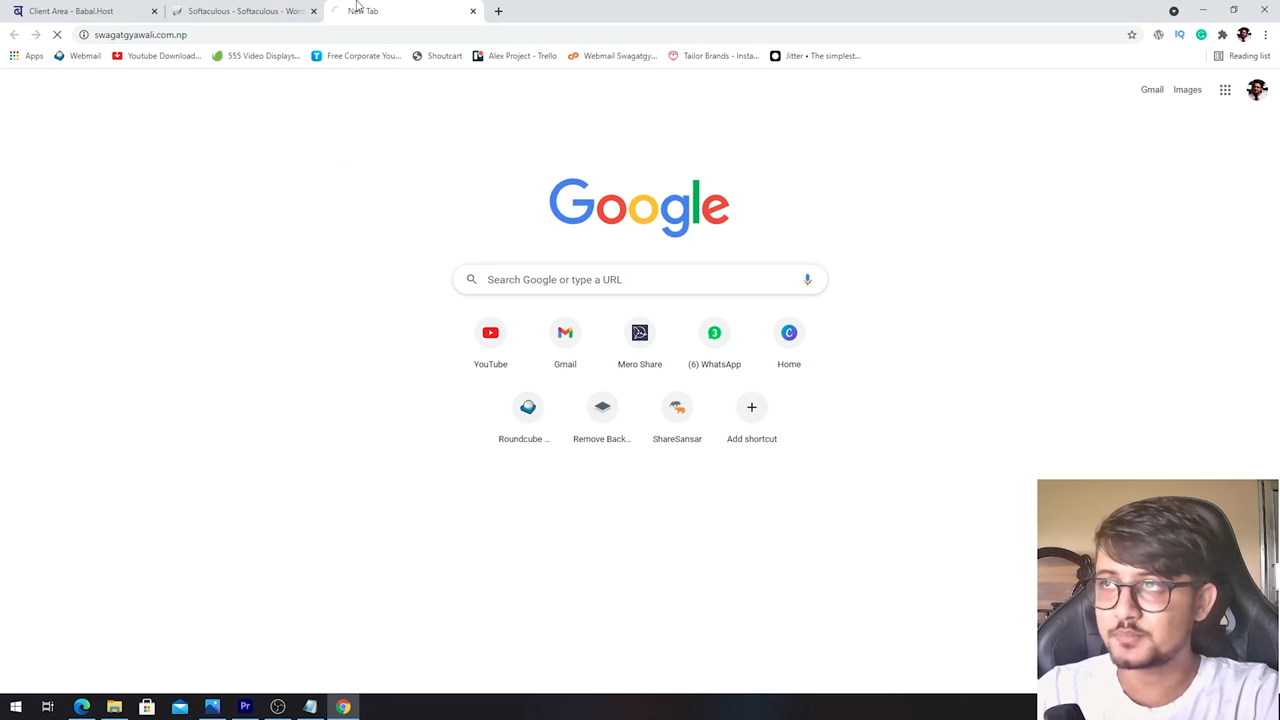 Client Area - Babal.Host
Softaculous - Softaculous - Word
New Tab
swagatgyawali.com.np
IQ
Apps
Webmail
Youtube Download...
555 Video Displays...
Free Corporate You...
Shoutcart
Alex Project - Trello
Webmail Swagatgy...
Tailor Brands - Insta...
Jitter • The simplest...
Reading list
Gmail
Images
Google
Search Google or type a URL
YouTube
Gmail
Mero Share
(6) WhatsApp
Home
Roundcube ...
Remove Back...
ShareSansar
Add shortcut
Pr